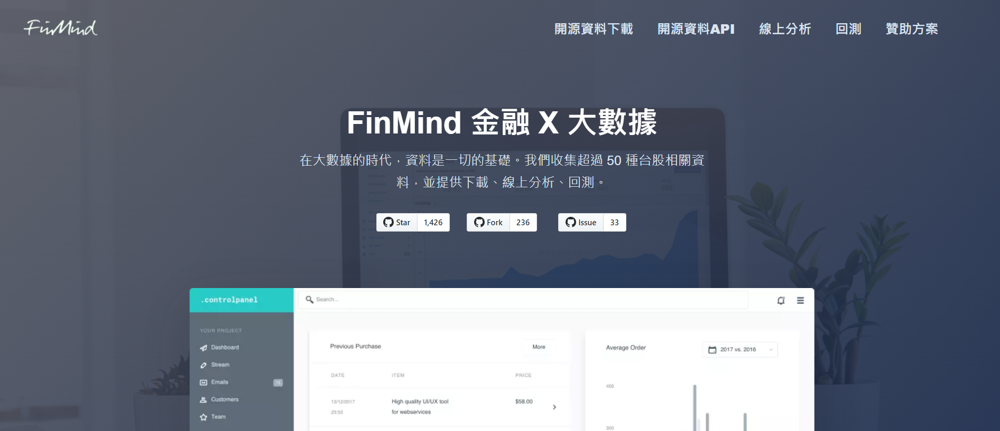 FinMind
開源資料下載
開源資料API
線上分析
回測
贊助方案
FinMind 金融 X 大數據
在大數據的時代，資料是一切的基礎。我們收集超過 50 種台股相關資
料，並提供下載、線上分析、回測。
Star 1,426
Fork 236
Issue 33
.controlpanel
Search...
YOUR PROJECT
Dashboard
Stream
Emails
Customers
Team
Previous Purchase
More
DATE ITEM PRICE
13/12/2017 High quality UI/UX tool $58.00
23:53 for webservices
Average Order
2017 vs. 2016
400
300